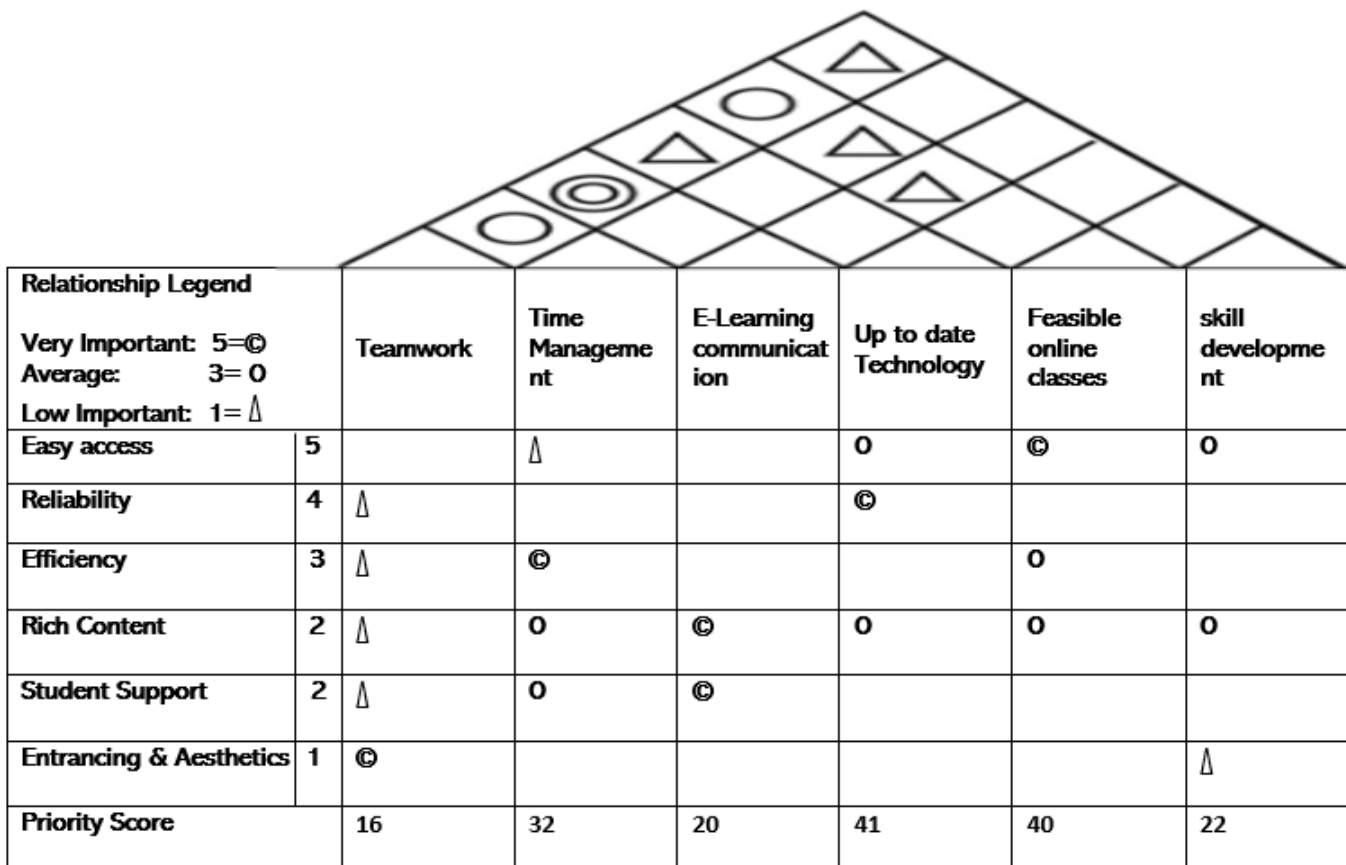 Relationship Legend
Very Important: 5=©
Average: 3= O
Low Important: 1= Δ
Teamwork
Time
Manageme
nt
E-Learning
communicat
ion
Up to date
Technology
Feasible
online
classes
skill
developme
nt
Easy access 5 Δ O © O
Reliability 4 Δ ©
Efficiency 3 Δ © O
Rich Content 2 Δ O © O O O
Student Support 2 Δ O ©
Entrancing & Aesthetics 1 © Δ
Priority Score 16 32 20 41 40 22